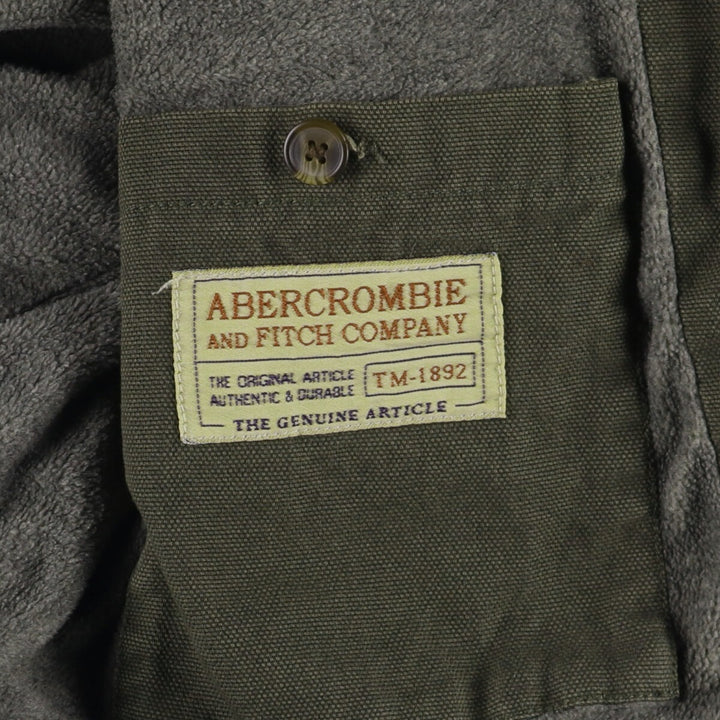 ABERCROMBIE
AND FITCH COMPANY
THE ORIGINAL ARTICLE
AUTHENTIC & DURABLE
TM-1892
THE GENUINE ARTICLE